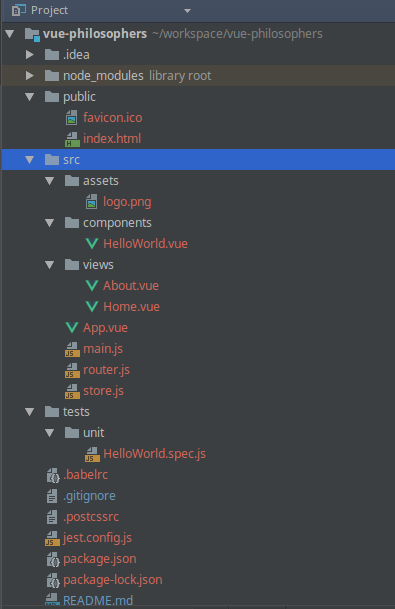 Project
vue-philosophers ~/workspace/vue-philosophers
.idea
node_modules library root
public
favicon.ico
index.html
src
assets
logo.png
components
HelloWorld.vue
views
About.vue
Home.vue
App.vue
main.js
router.js
store.js
tests
unit
HelloWorld.spec.js
.babelrc
.gitignore
.postcssrc
jest.config.js
package.json
package-lock.json
README.md